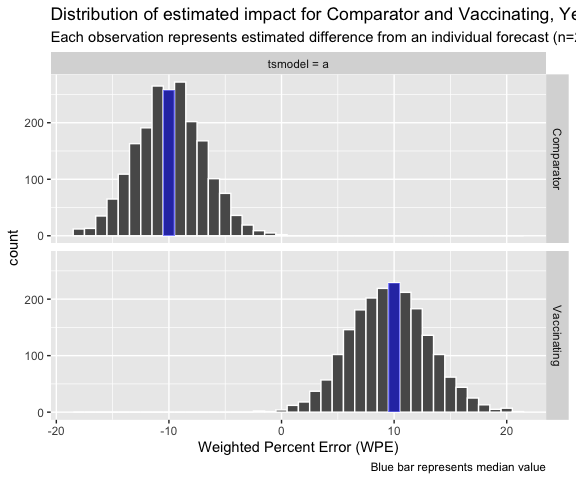 Distribution of estimated impact for Comparator and Vaccinating, Ye
Each observation represents estimated difference from an individual forecast (n=2
tsmodel = a
Comparator
Vaccinating
count
200
100
0
200
100
0
-20 -10 0 10 20
Weighted Percent Error (WPE)
Blue bar represents median value